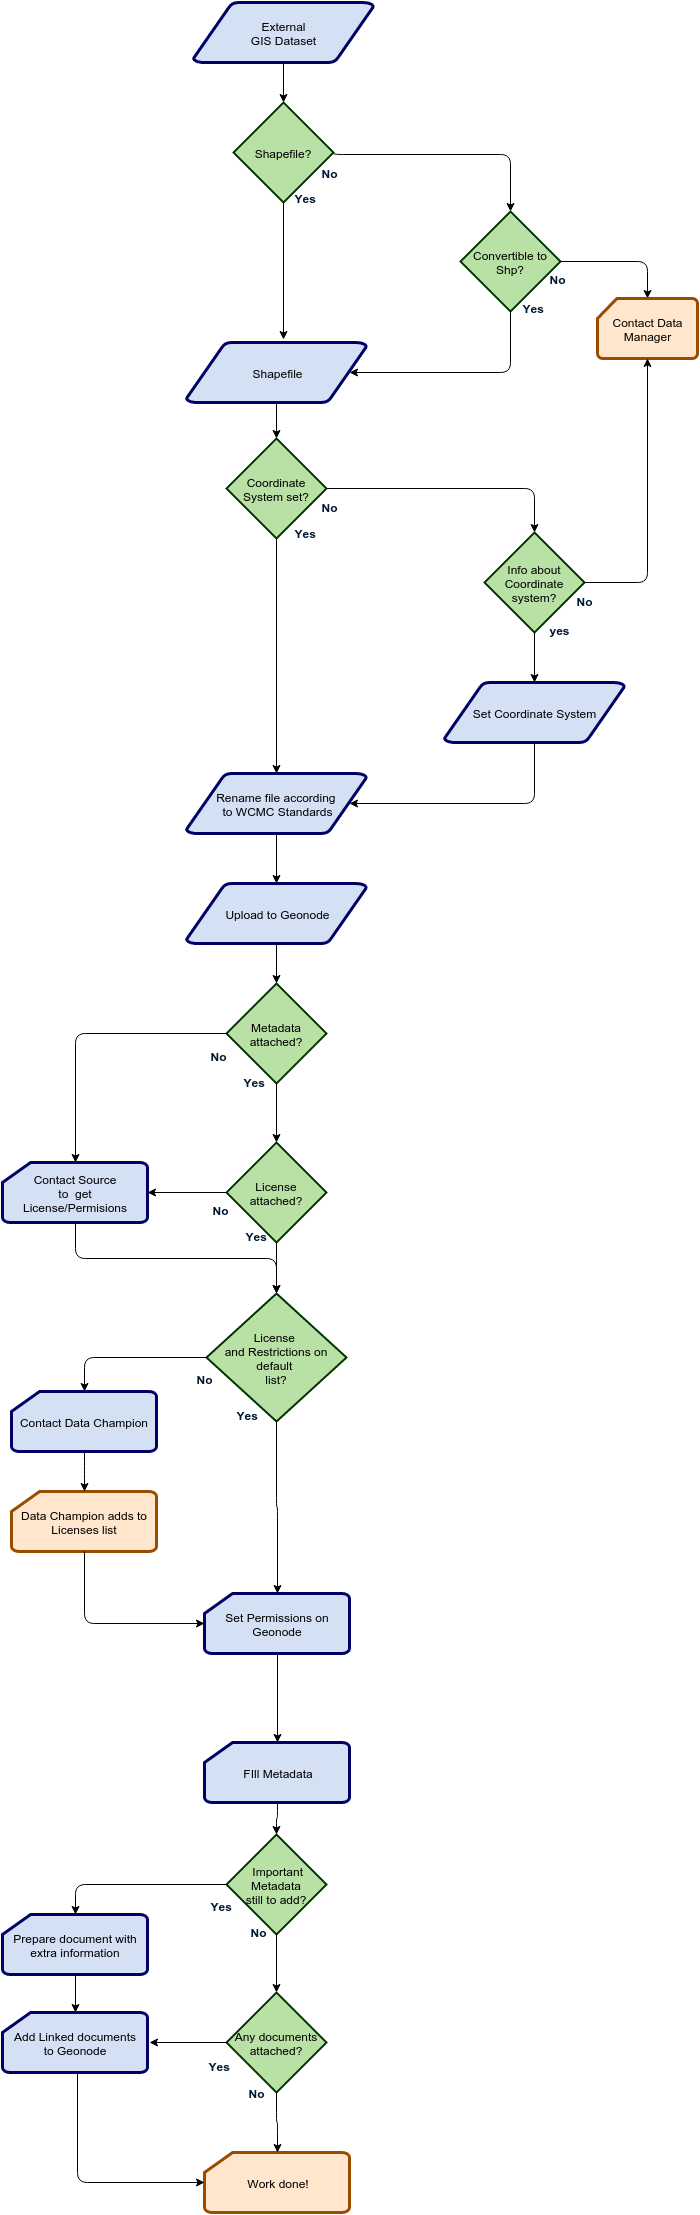 External
GIS Dataset
Shapefile?
No
Yes
Convertible to
Shp?
No
Yes
Contact Data
Manager
Shapefile
Coordinate
System set?
No
Yes
Info about
Coordinate
system?
No
yes
Set Coordinate System
Rename file according
to WCMC Standards
Upload to Geonode
Metadata
attached?
No
Yes
Contact Source
to get
License/Permisions
License
attached?
No
Yes
License
and Restrictions on
default
list?
No
Yes
Contact Data Champion
Data Champion adds to
Licenses list
Set Permissions on
Geonode
FIll Metadata
Important
Metadata
still to add?
Yes
No
Prepare document with
extra information
Add Linked documents
to Geonode
Any documents
attached?
Yes
No
Work done!